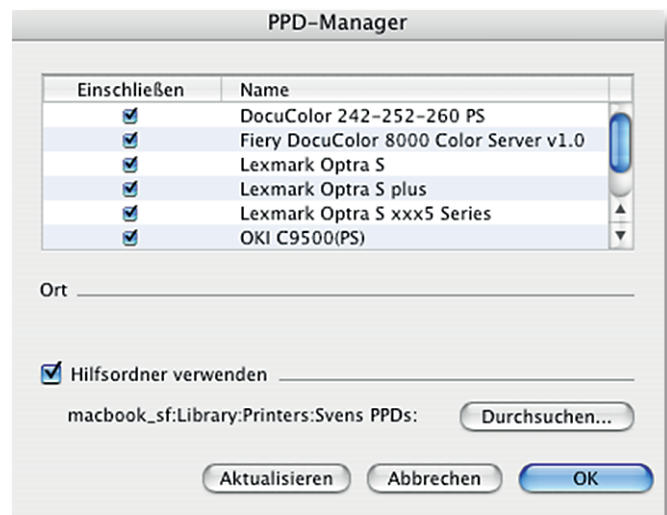 PPD-Manager
Einschließen Name
DocuColor 242-252-260 PS
Fiery DocuColor 8000 Color Server v1.0
Lexmark Optra S
Lexmark Optra S plus
Lexmark Optra S xxx5 Series
OKI C9500(PS)
Ort
Hilfsordner verwenden
macbook_sf:Library:Printers:Svens PPDs: Durchsuchen...
Aktualisieren Abbrechen OK